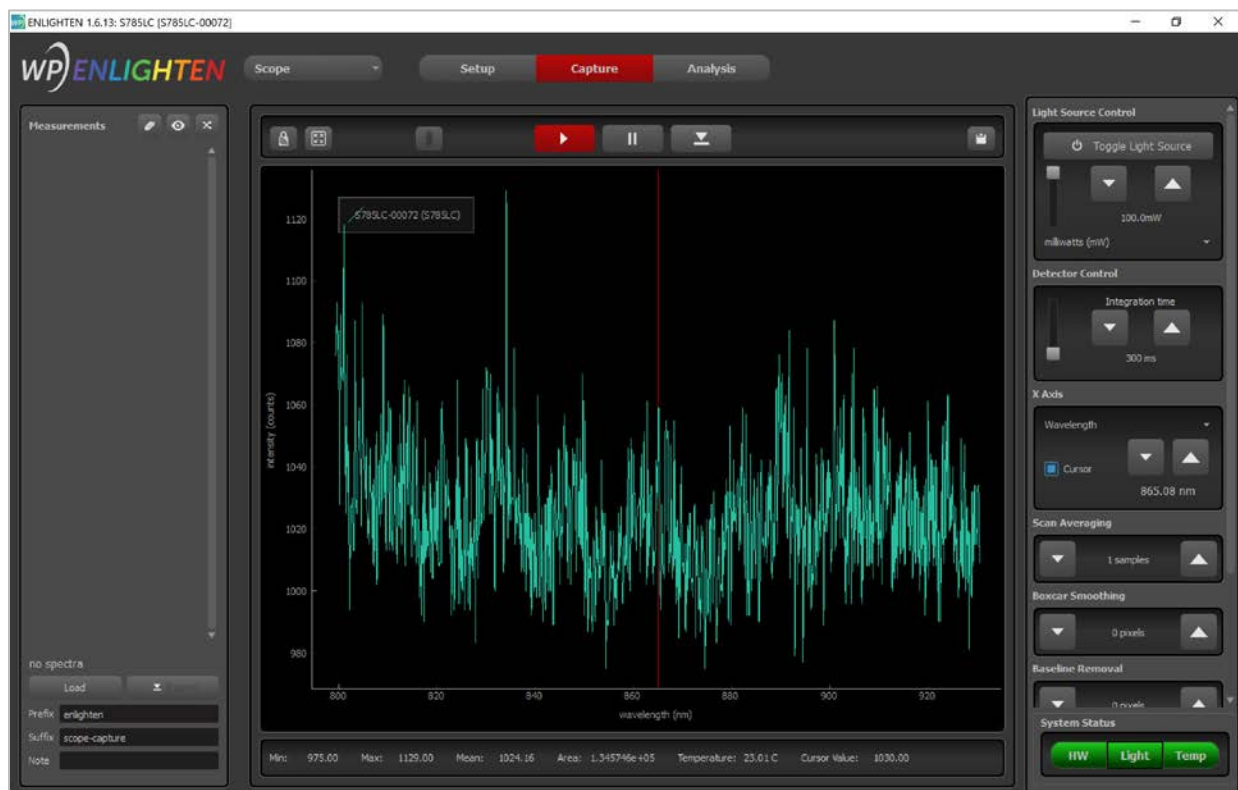 ENLIGHTEN 1.6.13: S785LC [S785LC-00072]
WP ENLIGHTEN
Scope
Setup
Capture
Analysis
Measurements
no spectra
Load
Prefix enlighten
Suffix scope-capture
Note
S785LC-00072 (S785LC)
1120
1100
1080
1060
1040
1020
1000
980
intensity (counts)
800 820 840 860 880 900 920
wavelength (nm)
Min: 975.00 Max: 1129.00 Mean: 1024.16 Area: 1.345746e+05 Temperature: 23.01 C Cursor Value: 1030.00
Light Source Control
Toggle Light Source
100.0mW
milliwatts (mW)
Detector Control
Integration time
300 ms
X Axis
Wavelength
Cursor
865.08 nm
Scan Averaging
1 samples
Boxcar Smoothing
0 pixels
Baseline Removal
0 pixels
System Status
HW Light Temp